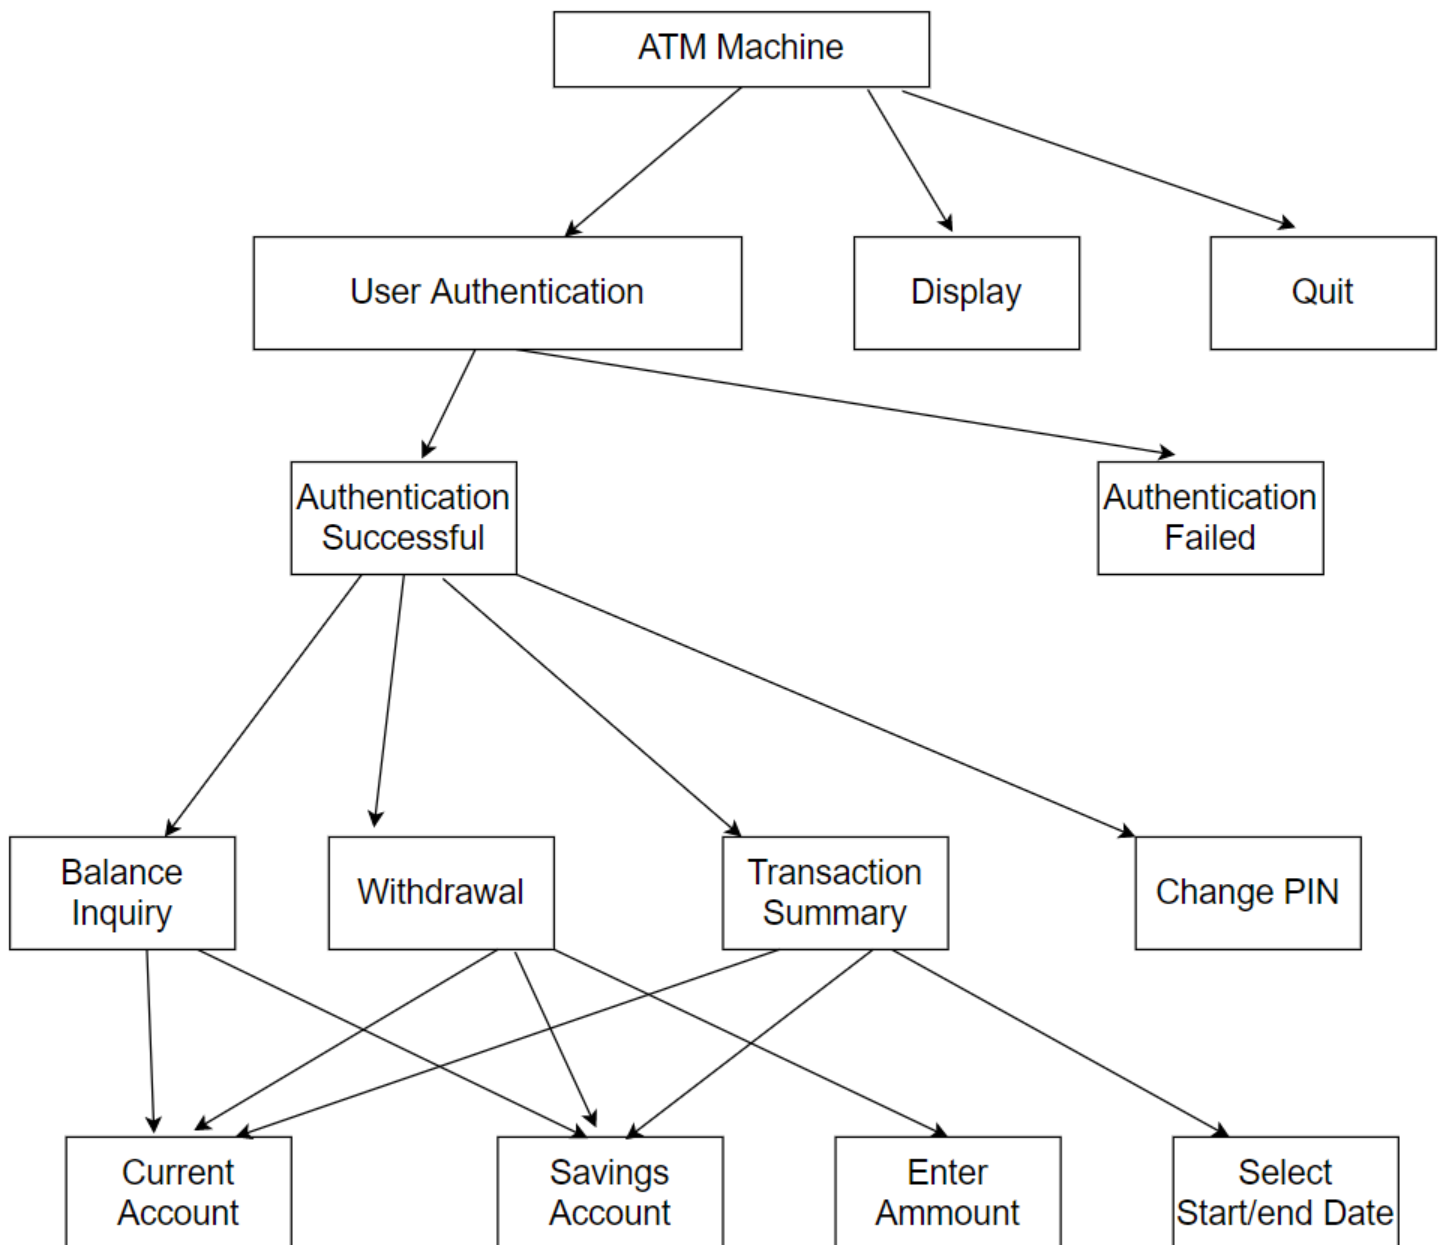 ATM Machine
User Authentication
Display
Quit
Authentication
Successful
Authentication
Failed
Balance
Inquiry
Withdrawal
Transaction
Summary
Change PIN
Current
Account
Savings
Account
Enter
Ammount
Select
Start/end Date